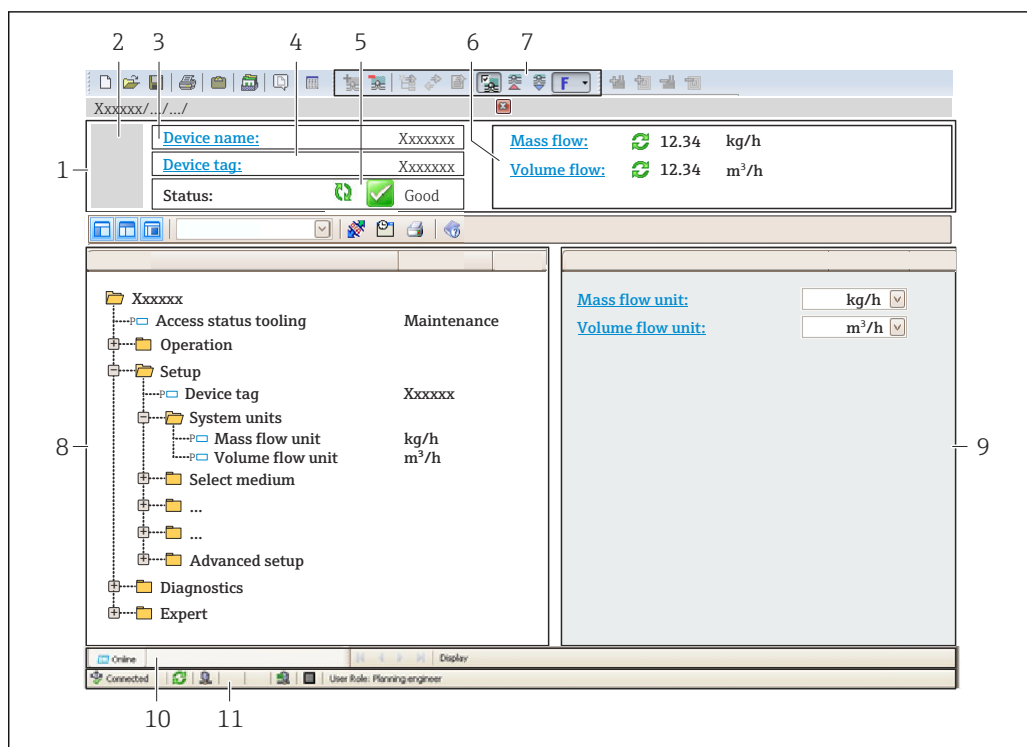 2 3 4 5 6 7
F
Xxxxxx/.../.../
1
Device name: Xxxxxxx
Device tag: Xxxxxxx
Status: Good
Mass flow: 12.34 kg/h
Volume flow: 12.34 m³/h
8
Xxxxxx
P Access status tooling Maintenance
Operation
Setup
P Device tag Xxxxxx
System units
P Mass flow unit kg/h
P Volume flow unit m³/h
Select medium
...
...
Advanced setup
Diagnostics
Expert
Mass flow unit: kg/h
Volume flow unit: m³/h
9
Online Display
Connected User Role: Planning engineer
10 11